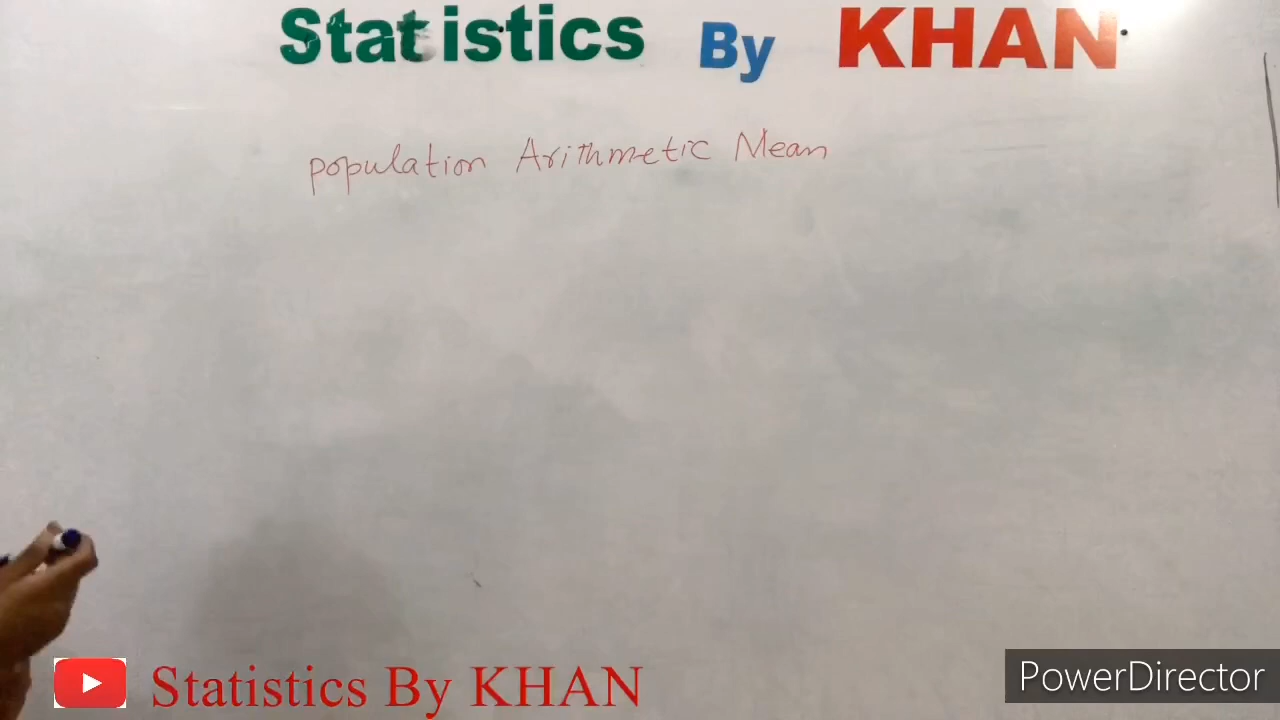 Statistics By KHAN
population Arithmetic Mean
Statistics By KHAN
PowerDirector